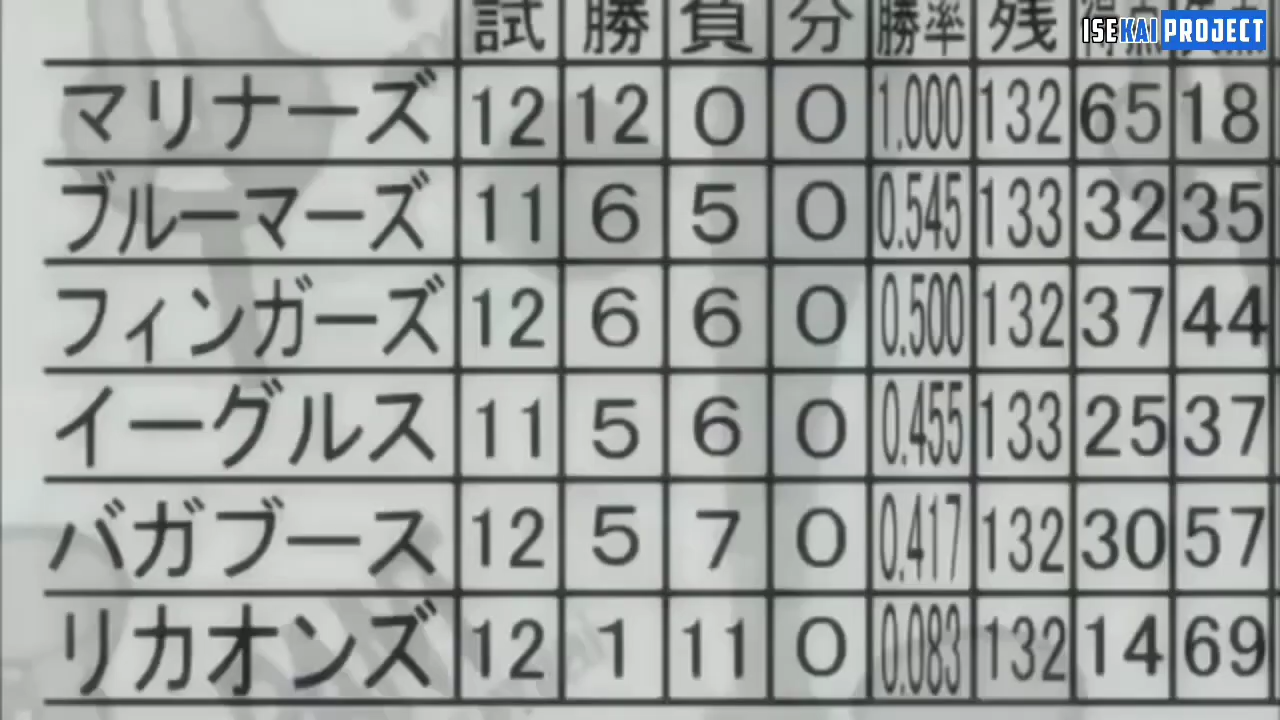 ISEKAI PROJECT
試 勝 負 分 勝率 残 得点 失点
マリナーズ 12 12 0 0 1.000 132 65 18
ブルーマーズ 11 6 5 0 0.545 133 32 35
フィンガーズ 12 6 6 0 0.500 132 37 44
イーグルス 11 5 6 0 0.455 133 25 37
バガブース 12 5 7 0 0.417 132 30 57
リカオンズ 12 1 11 0 0.083 132 14 69